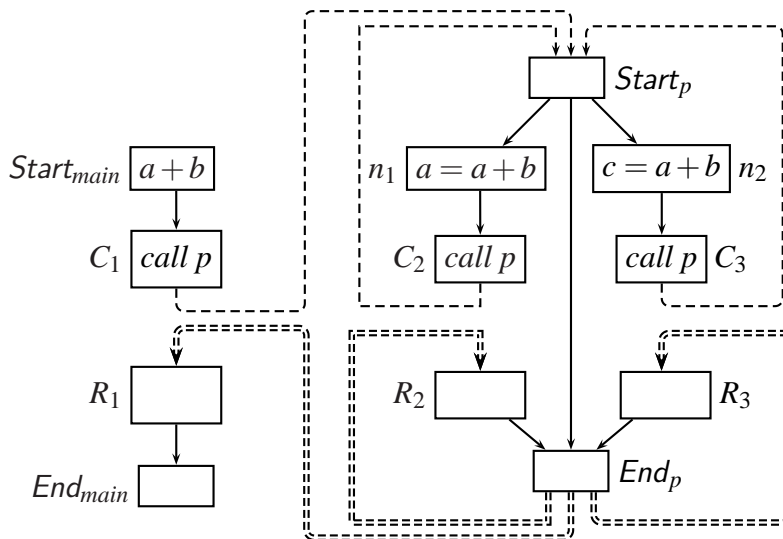 Start_p
Start_main a + b
n_1 a = a + b
c = a + b n_2
C_1 call p
C_2 call p
call p C_3
R_1
R_2
R_3
End_main
End_p